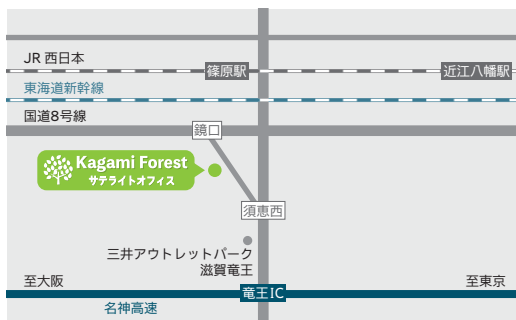 JR 西日本
篠原駅
近江八幡駅
東海道新幹線
国道8号線
鏡口
Kagami Forest
サテライトオフィス
須恵西
三井アウトレットパーク
滋賀竜王
至大阪
至東京
竜王IC
名神高速